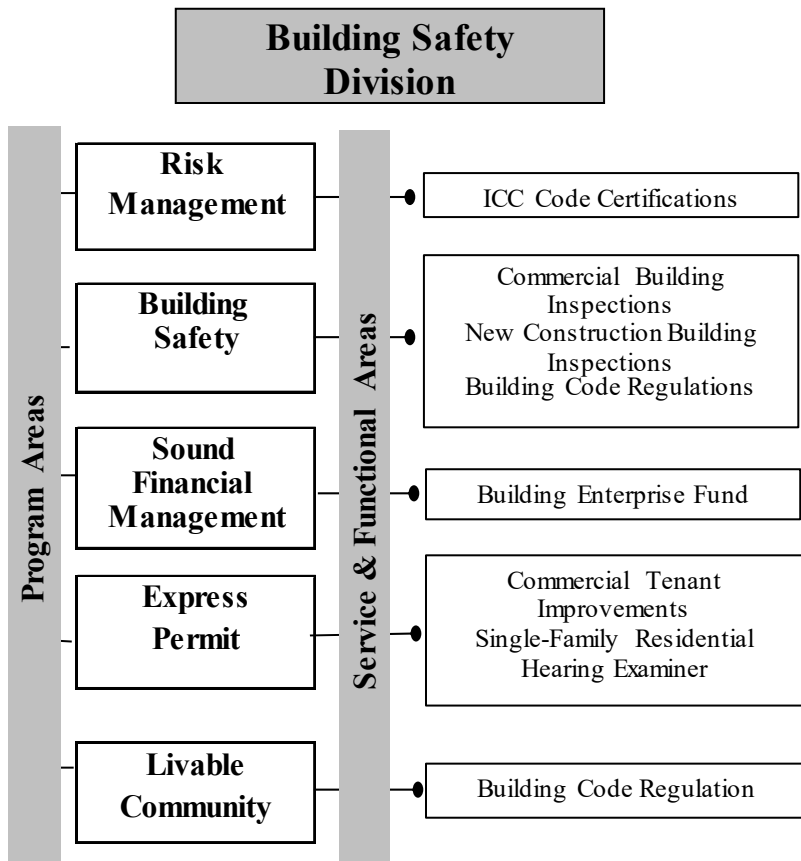 Building Safety
Division
Program Areas
Service & Functional Areas
Risk
Management
ICC Code Certifications
Building
Safety
Commercial Building
Inspections
New Construction Building
Inspections
Building Code Regulations
Sound
Financial
Management
Building Enterprise Fund
Express
Permit
Commercial Tenant
Improvements
Single-Family Residential
Hearing Examiner
Livable
Community
Building Code Regulation